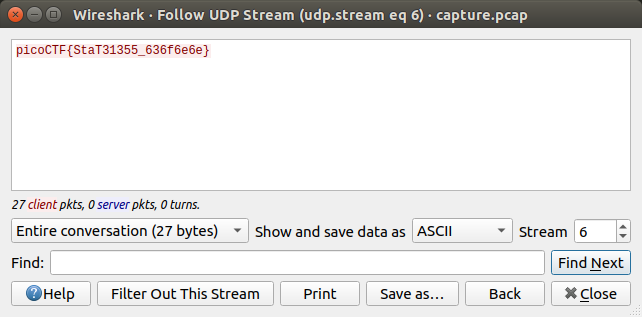 Wireshark · Follow UDP Stream (udp.stream eq 6) · capture.pcap
picoCTF{StaT31355_636f6e6e}
27 client pkts, 0 server pkts, 0 turns.
Entire conversation (27 bytes) Show and save data as ASCII Stream 6
Find: Find Next
Help Filter Out This Stream Print Save as… Back Close